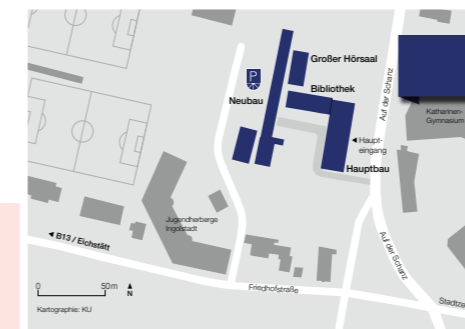 Großer Hörsaal
P
Bibliothek
Neubau
Auf der Schanz
Katharinen-
Gymnasium
Haupt-
eingang
Hauptbau
Jugendherberge
Ingolstadt
B13 / Eichstätt
Auf der Schanz
0 50m
N
Friedhofstraße
Kartographie: KU